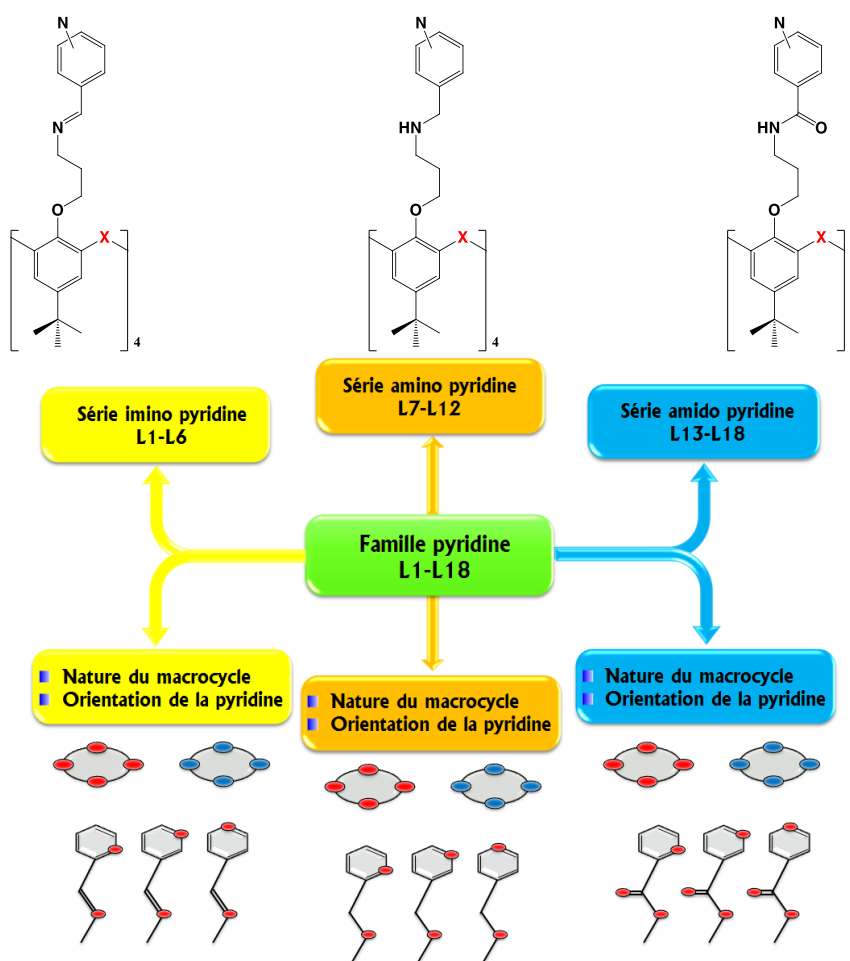 N
N
N
N
HN
HN
O
O
O
O
X
X
X
4
4
Série imino pyridine
L1-L6
Série amino pyridine
L7-L12
Série amido pyridine
L13-L18
Famille pyridine
L1-L18
Nature du macrocycle
Orientation de la pyridine
Nature du macrocycle
Orientation de la pyridine
Nature du macrocycle
Orientation de la pyridine